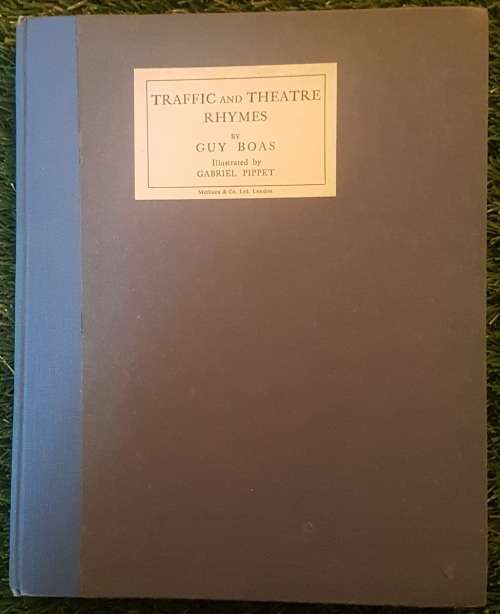 TRAFFIC AND THEATRE
RHYMES
BY
GUY BOAS
Illustrated by
GABRIEL PIPPET
Methuen & Co. Ltd. London